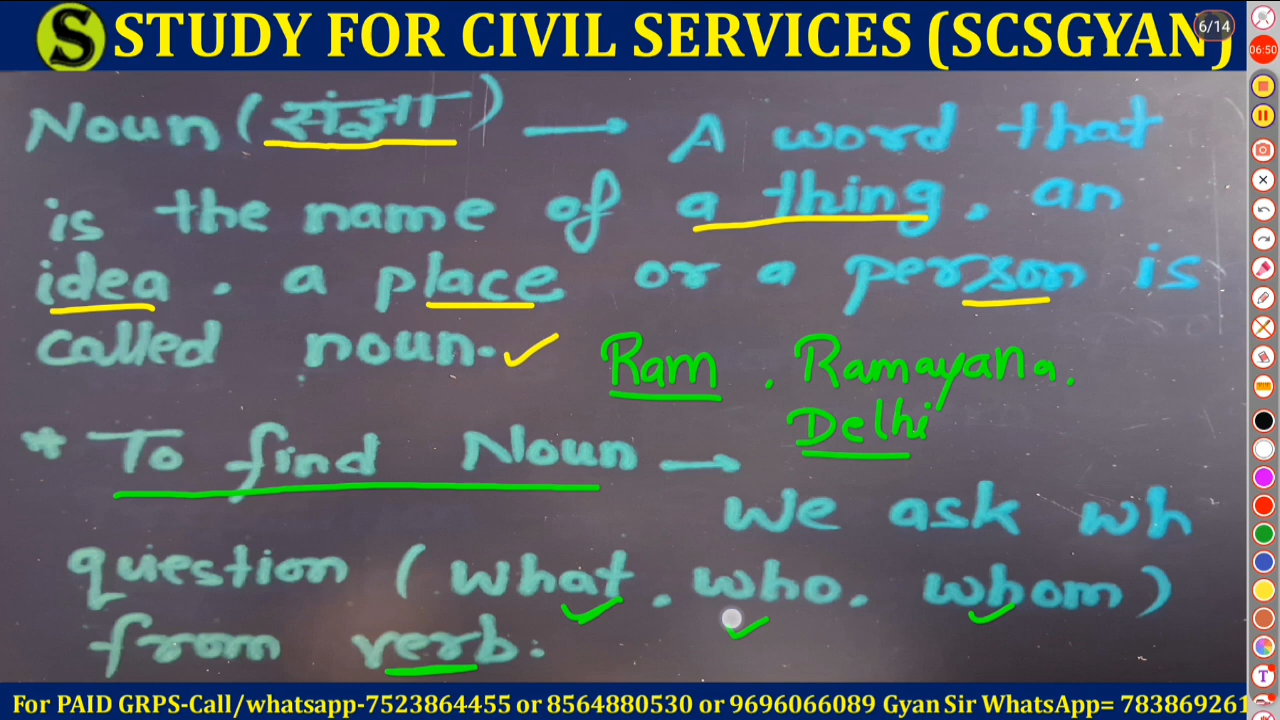 S STUDY FOR CIVIL SERVICES (SCSGYAN)
6/14
06:50
Noun (संज्ञा) → A word that
is the name of a thing, an
idea, a place or a person is
called noun. ✓
Ram, Ramayana,
Delhi
* To find Noun →
We ask wh
question (what, who, whom)
from verb.
For PAID GRPS-Call/whatsapp-7523864455 or 8564880530 or 9696066089 Gyan Sir WhatsApp= 783869261
T